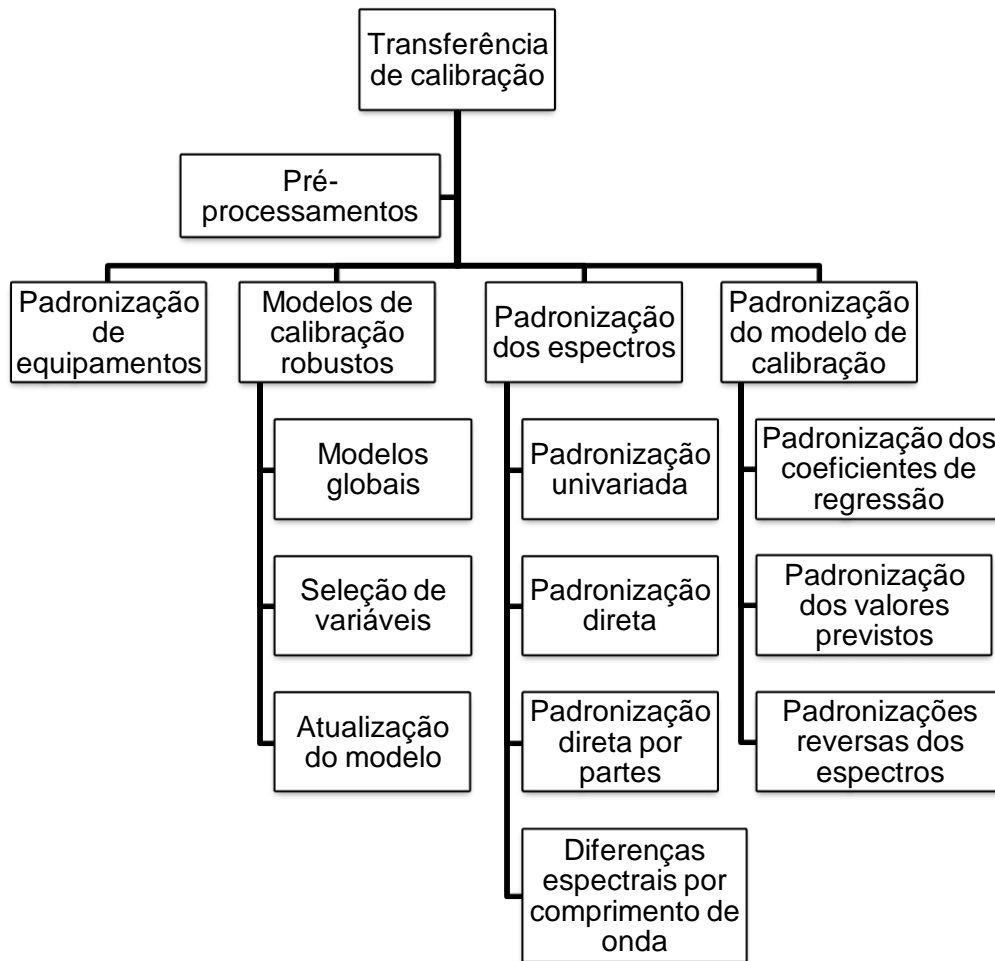 Transferência
de calibração
Pré-
processamentos
Padronização
de
equipamentos
Modelos de
calibração
robustos
Modelos
globais
Seleção de
variáveis
Atualização
do modelo
Padronização
dos espectros
Padronização
univariada
Padronização
direta
Padronização
direta por
partes
Diferenças
espectrais por
comprimento de
onda
Padronização
do modelo de
calibração
Padronização dos
coeficientes de
regressão
Padronização
dos valores
previstos
Padronizações
reversas dos
espectros